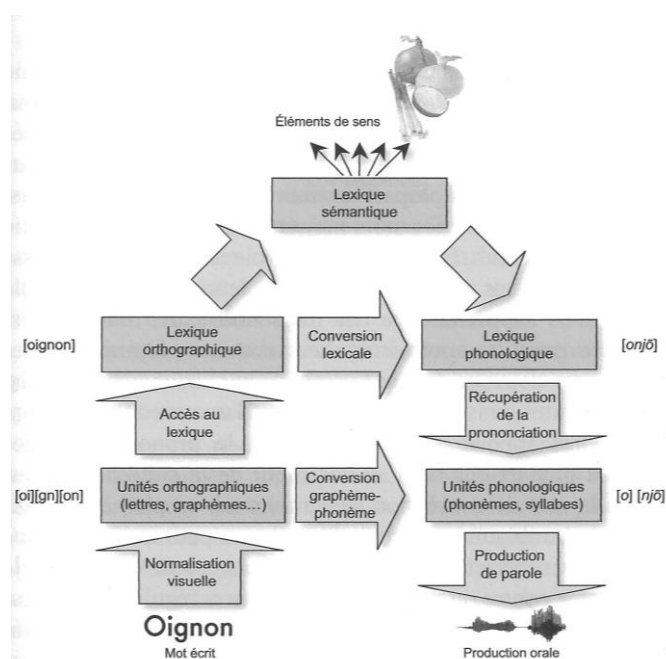 Éléments de sens
Lexique
sémantique
[oignon]
Lexique
orthographique
Conversion
lexicale
Lexique
phonologique
[onjõ]
Accès au
lexique
Récupération
de la
prononciation
[oi][gn][on]
Unités orthographiques
(lettres, graphèmes...)
Conversion
graphème-
phonème
Unités phonologiques
(phonèmes, syllabes)
[o] [njõ]
Normalisation
visuelle
Production
de parole
Oignon
Mot écrit
Production orale